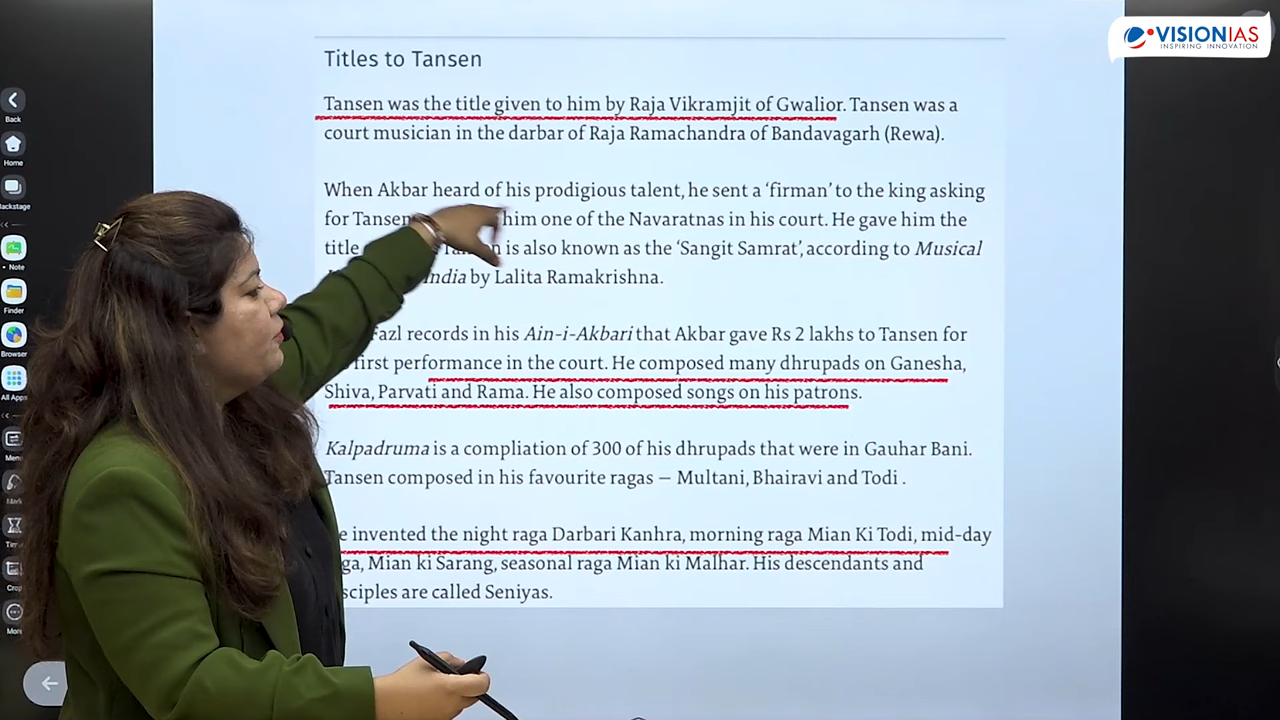 VISIONIAS
INSPIRING INNOVATION
Titles to Tansen
Tansen was the title given to him by Raja Vikramjit of Gwalior. Tansen was a
court musician in the darbar of Raja Ramachandra of Bandavagarh (Rewa).
When Akbar heard of his prodigious talent, he sent a ‘firman’ to the king asking
for Tansen him one of the Navaratnas in his court. He gave him the
title is also known as the ‘Sangit Samrat’, according to Musical
India by Lalita Ramakrishna.
Fazl records in his Ain-i-Akbari that Akbar gave Rs 2 lakhs to Tansen for
first performance in the court. He composed many dhrupads on Ganesha,
Shiva, Parvati and Rama. He also composed songs on his patrons.
Kalpadruma is a compliation of 300 of his dhrupads that were in Gauhar Bani.
Tansen composed in his favourite ragas — Multani, Bhairavi and Todi .
invented the night raga Darbari Kanhra, morning raga Mian Ki Todi, mid-day
Mian ki Sarang, seasonal raga Mian ki Malhar. His descendants and
are called Seniyas.
Back
Home
Backstage
Note
Finder
Browser
All Apps